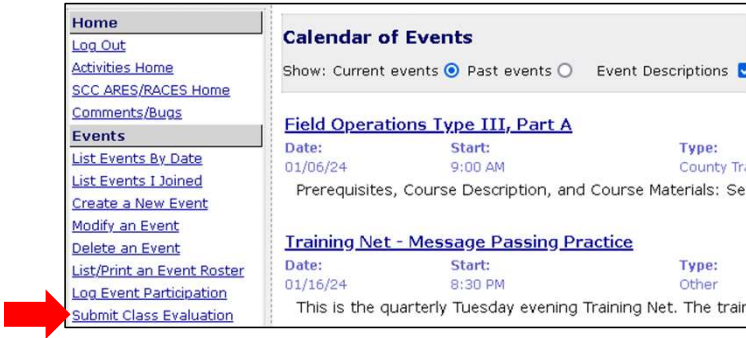 Home
Log Out
Activities Home
SCC ARES/RACES Home
Comments/Bugs
Events
List Events By Date
List Events I Joined
Create a New Event
Modify an Event
Delete an Event
List/Print an Event Roster
Log Event Participation
Submit Class Evaluation
Calendar of Events
Show: Current events Past events Event Descriptions
Field Operations Type III, Part A
Date: Start: Type:
01/06/24 9:00 AM County
Prerequisites, Course Description, and Course Materials:
Training Net - Message Passing Practice
Date: Start: Type:
01/16/24 8:30 PM Other
This is the quarterly Tuesday evening Training Net. The